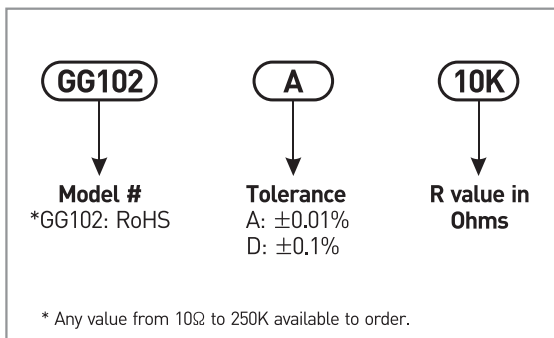 GG102 A 10K
Model # Tolerance R value in
*GG102: RoHS A: ±0.01% Ohms
D: ±0.1%
* Any value from 10Ω to 250K available to order.